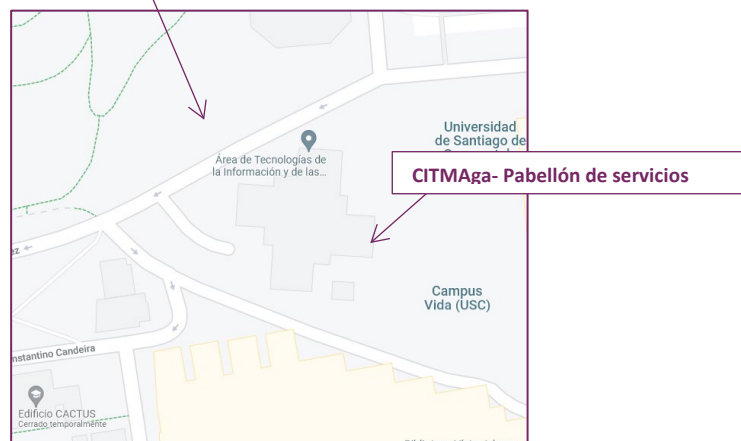 Universidad
de Santiago de
Área de Tecnologías de
la Información y de las...
CITMAga- Pabellón de servicios
ez
Campus
Vida (USC)
nstantino Candeira
Edificio CACTUS
Cerrado temporalmente